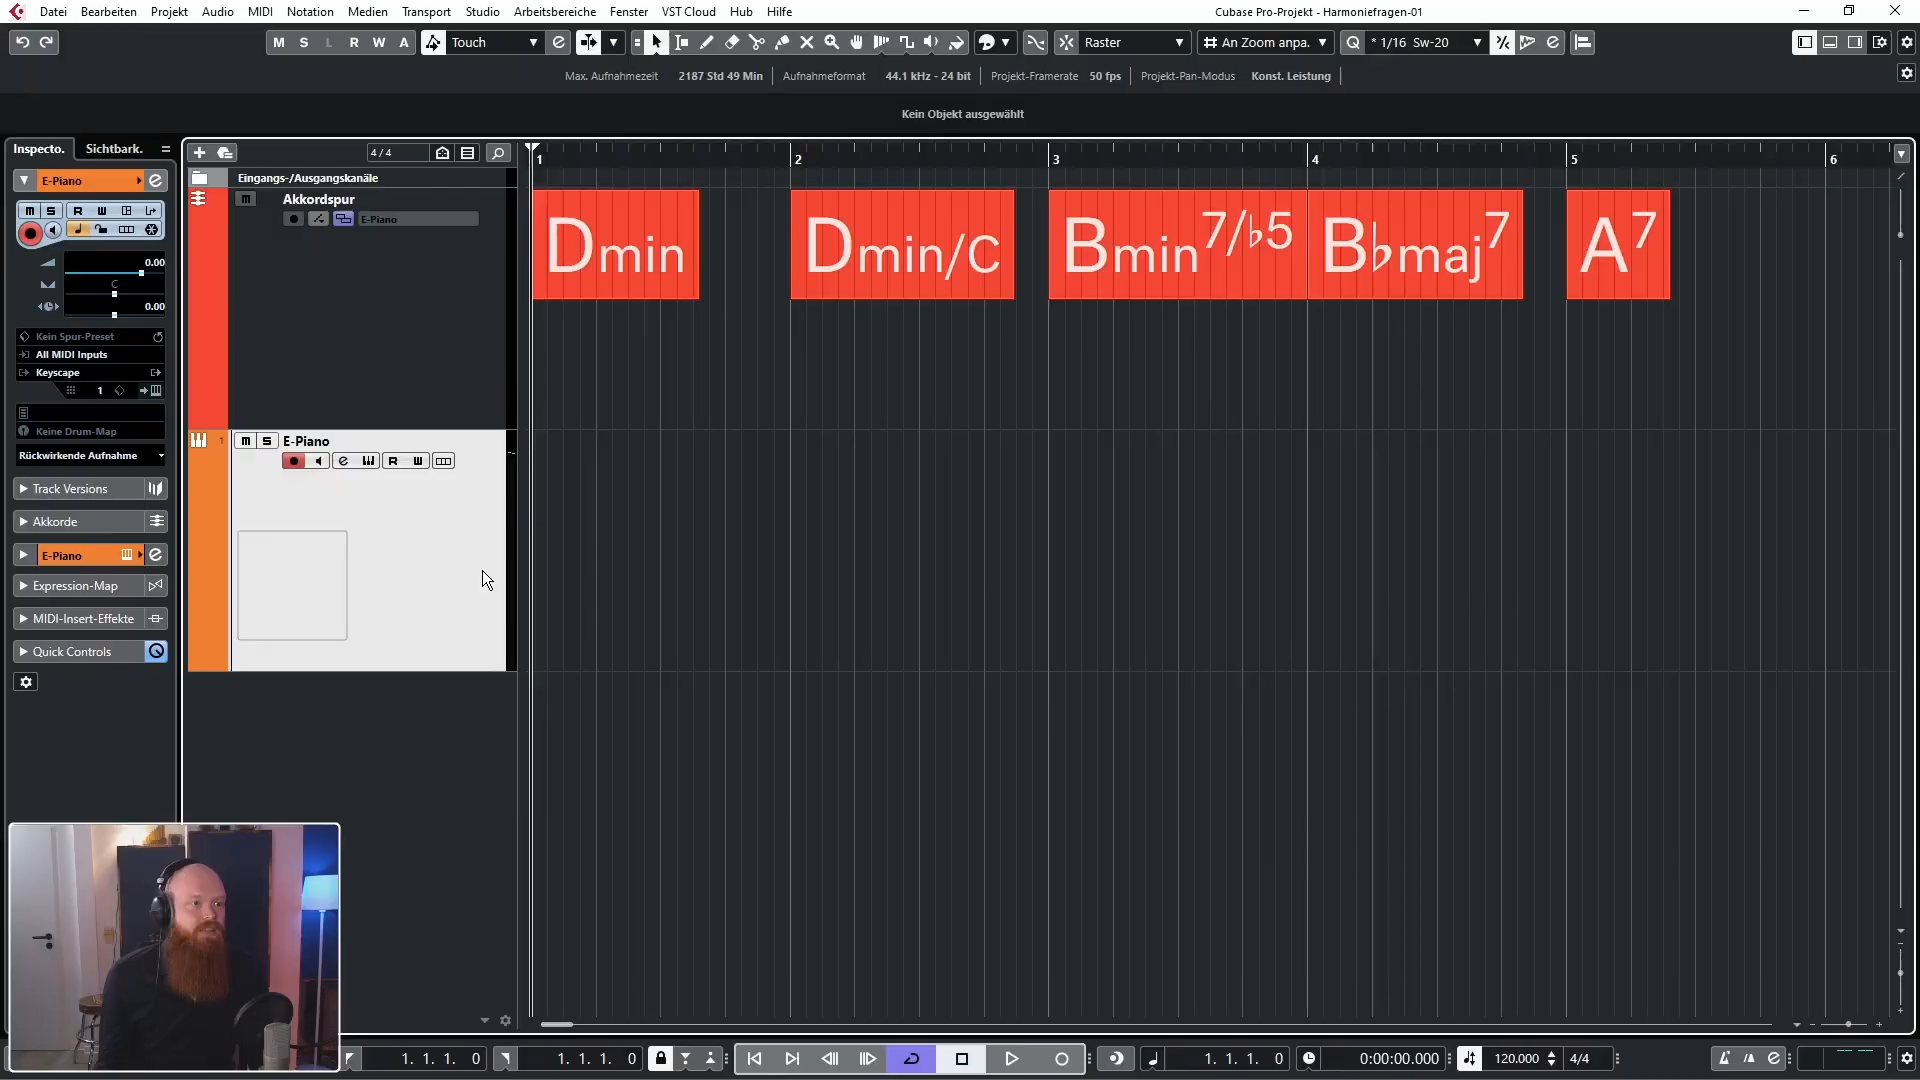 Datei Bearbeiten Projekt Audio MIDI Notation Medien Transport Studio Arbeitsbereiche Fenster VST Cloud Hub Hilfe
Cubase Pro-Projekt - Harmoniefragen-01
M S L R W A Touch Raster An Zoom anpa. * 1/16 Sw-20
Max. Aufnahmezeit 2187 Std 49 Min Aufnahmeformat 44.1 kHz - 24 bit Projekt-Framerate 50 fps Projekt-Pan-Modus Konst. Leistung
Kein Objekt ausgewählt
Inspecto. Sichtbark.
E-Piano
M S R W
0.00
C
0.00
Kein Spur-Preset
All MIDI Inputs
Keyscape
1
Keine Drum-Map
Rückwirkende Aufnahme
Track Versions
Akkorde
E-Piano
Expression-Map
MIDI-Insert-Effekte
Quick Controls
4/4
Eingangs-/Ausgangskanäle
m Akkordspur
E-Piano
1 m S E-Piano
R W
1 2 3 4 5 6
Dmin Dmin/C Bmin7/♭5 B♭maj7 A7
1. 1. 1. 0 1. 1. 1. 0 1. 1. 1. 0 0:00:00.000 120.000 4/4